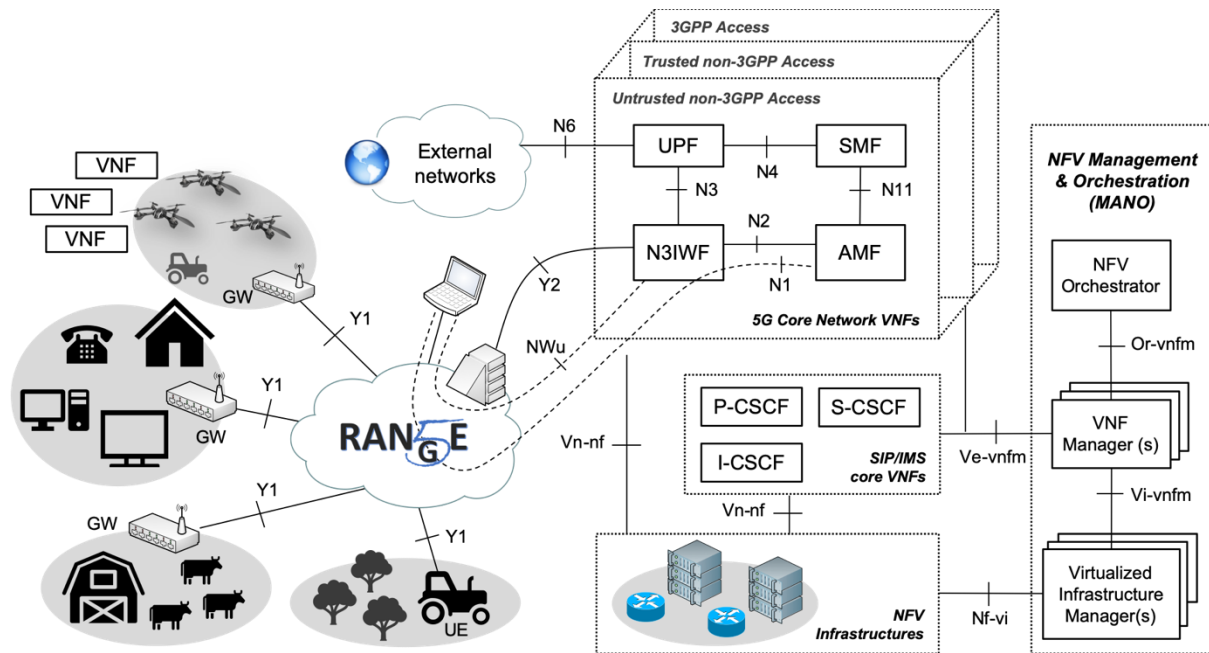 3GPP Access
Trusted non-3GPP Access
Untrusted non-3GPP Access
N6
UPF
SMF
N4
External
networks
N3
N11
NFV Management
& Orchestration
(MANO)
VNF
VNF
VNF
N3IWF
N2
AMF
N1
Y2
NFV
Orchestrator
GW
Y1
5G Core Network VNFs
NWu
Or-vnfm
Y1
GW
RAN5GE
P-CSCF
S-CSCF
I-CSCF
SIP/IMS
core VNFs
Vn-nf
Ve-vnfm
VNF
Manager (s)
Vi-vnfm
Y1
GW
Y1
Vn-nf
UE
NFV
Infrastructures
Nf-vi
Virtualized
Infrastructure
Manager(s)